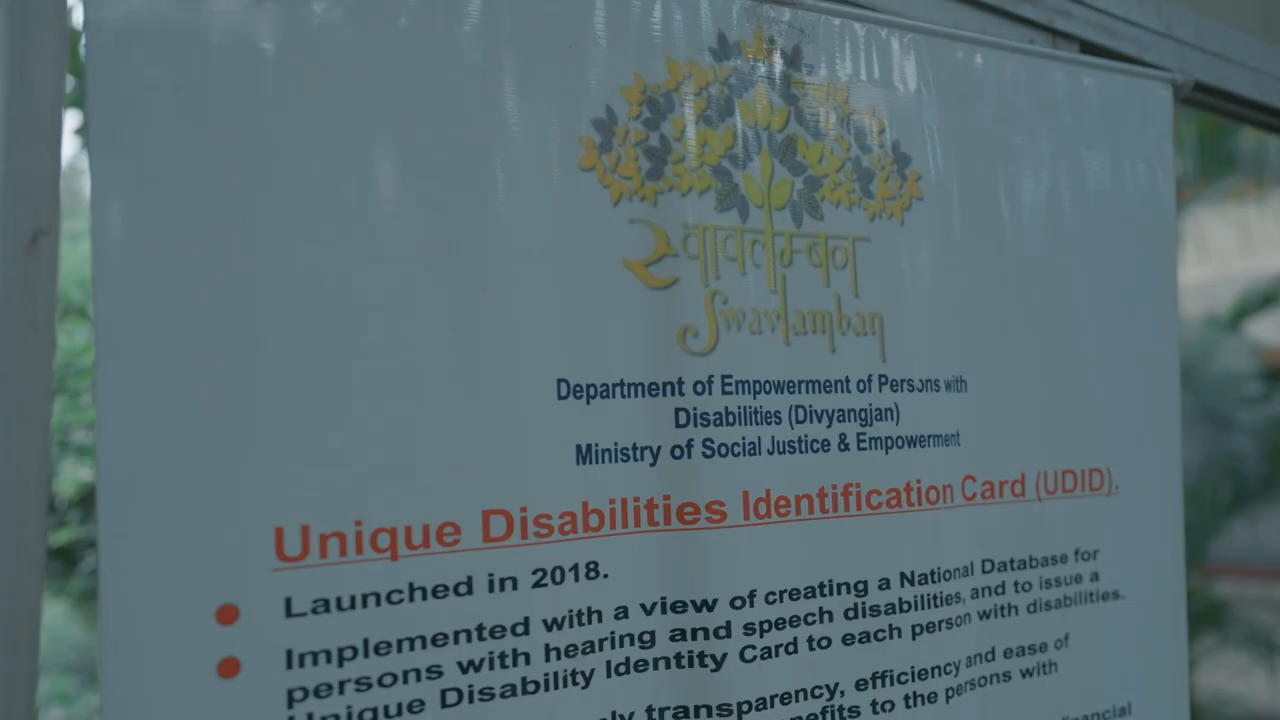 स्वावलम्बन
Swavlamban
Department of Empowerment of Persons with
Disabilities (Divyangjan)
Ministry of Social Justice & Empowerment
Unique Disabilities Identification Card (UDID).
Launched in 2018.
Implemented with a view of creating a National Database for
persons with hearing and speech disabilities, and to issue a
Unique Disability Identity Card to each person with disabilities.
transparency, efficiency and ease of
to the persons with